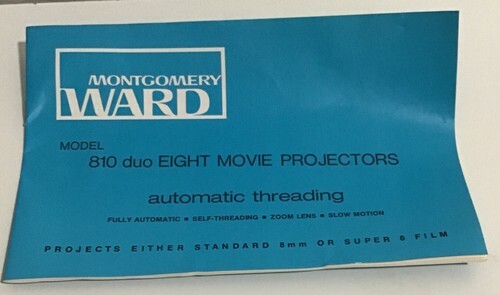 MONTGOMERY
WARD
MODEL
810 duo EIGHT MOVIE PROJECTORS
automatic threading
FULLY AUTOMATIC ■ SELF-THREADING ■ ZOOM LENS ■ SLOW MOTION
PROJECTS EITHER STANDARD 8mm OR SUPER 8 FILM